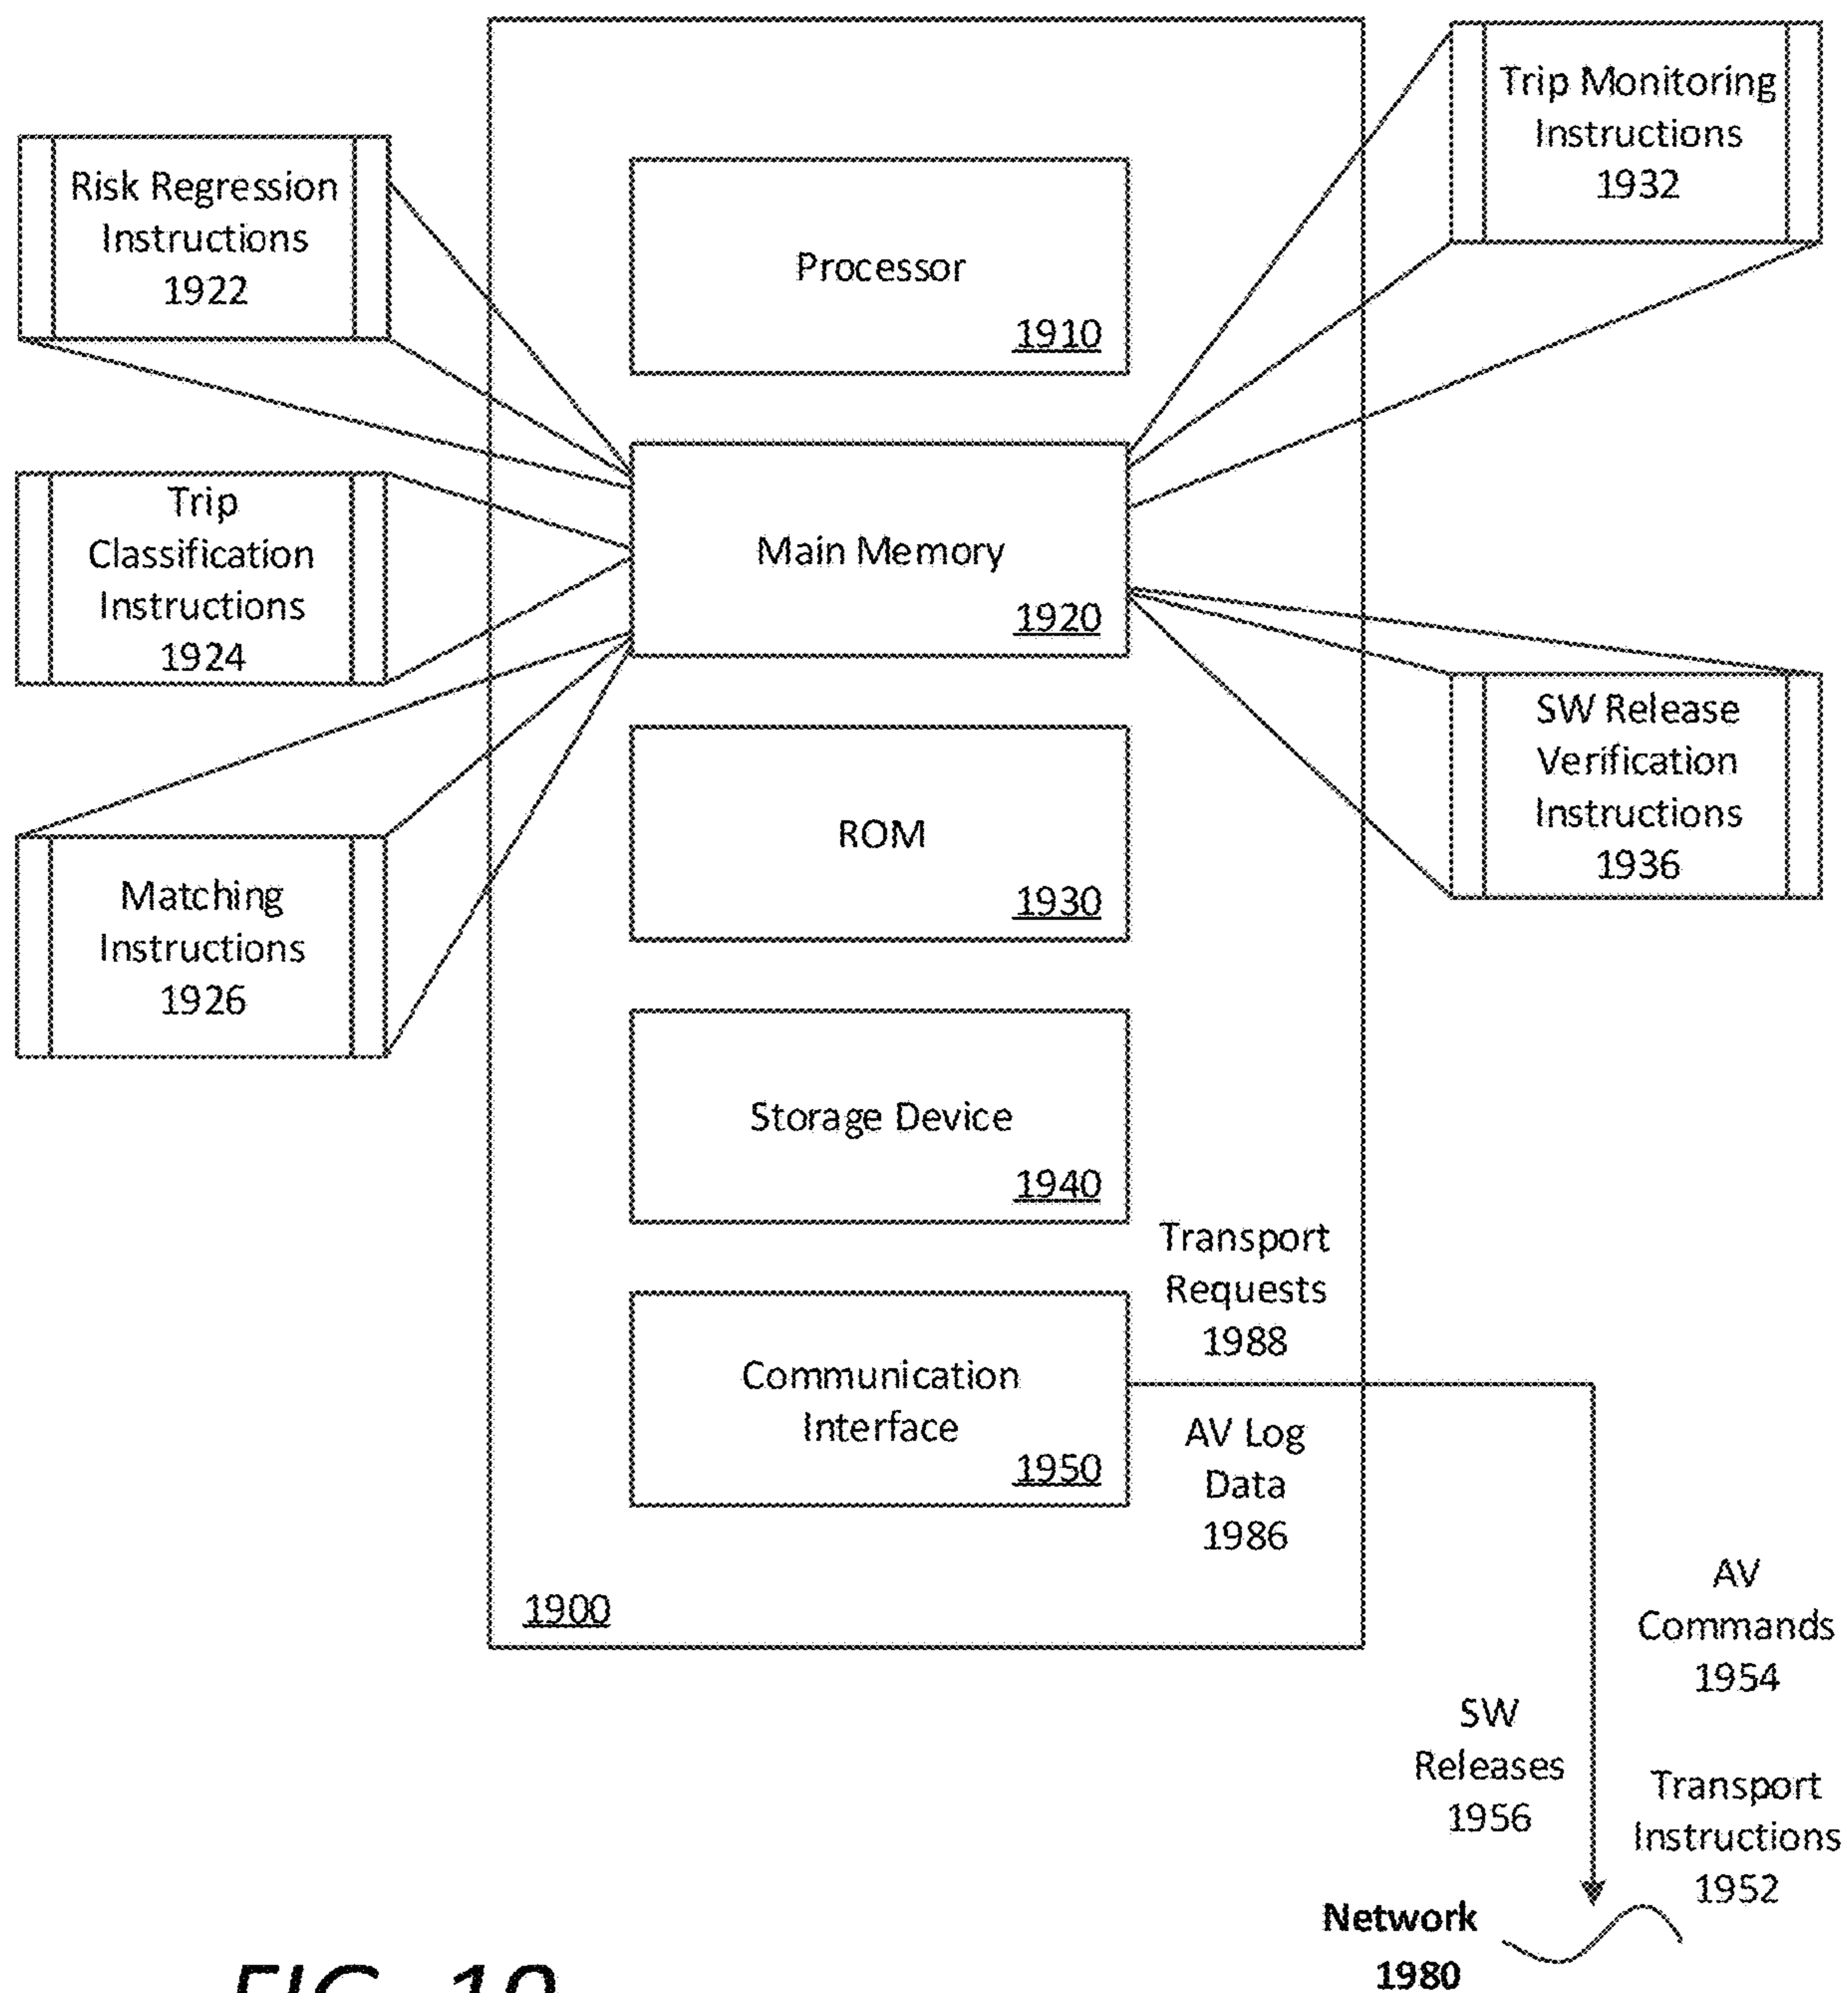 Risk Regression
Instructions
1922
Trip
Classification
Instructions
1924
Matching
Instructions
1926
Processor
1910
Main Memory
1920
ROM
1930
Storage Device
1940
Communication
Interface
1950
1900
Trip Monitoring
Instructions
1932
SW Release
Verification
Instructions
1936
Transport
Requests
1988
AV Log
Data
1986
AV
Commands
1954
SW
Releases
1956
Transport
Instructions
1952
Network
1980
FIG. 19